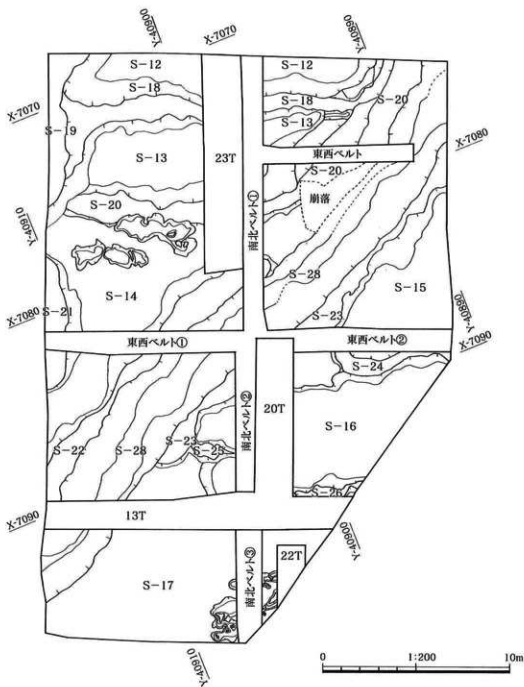 Y-40900
X-7070
Y-40890
S-12
S-12
S-18
S-18
S-20
X-7070
S-19
S-13
X-7080
S-13
23T
東西ベルト
S-20
S-20
崩落
南北ベルト①
Y-40910
S-28
S-14
S-15
X-7080
S-21
S-23
Y-40890
東西ベルト①
東西ベルト②
X-7090
S-24
南北ベルト②
20T
S-16
S-23
S-22
S-28
S-25
S-26
X-7090
13T
Y-40900
南北ベルト③
22T
S-17
Y-40910
0
1:200
10m